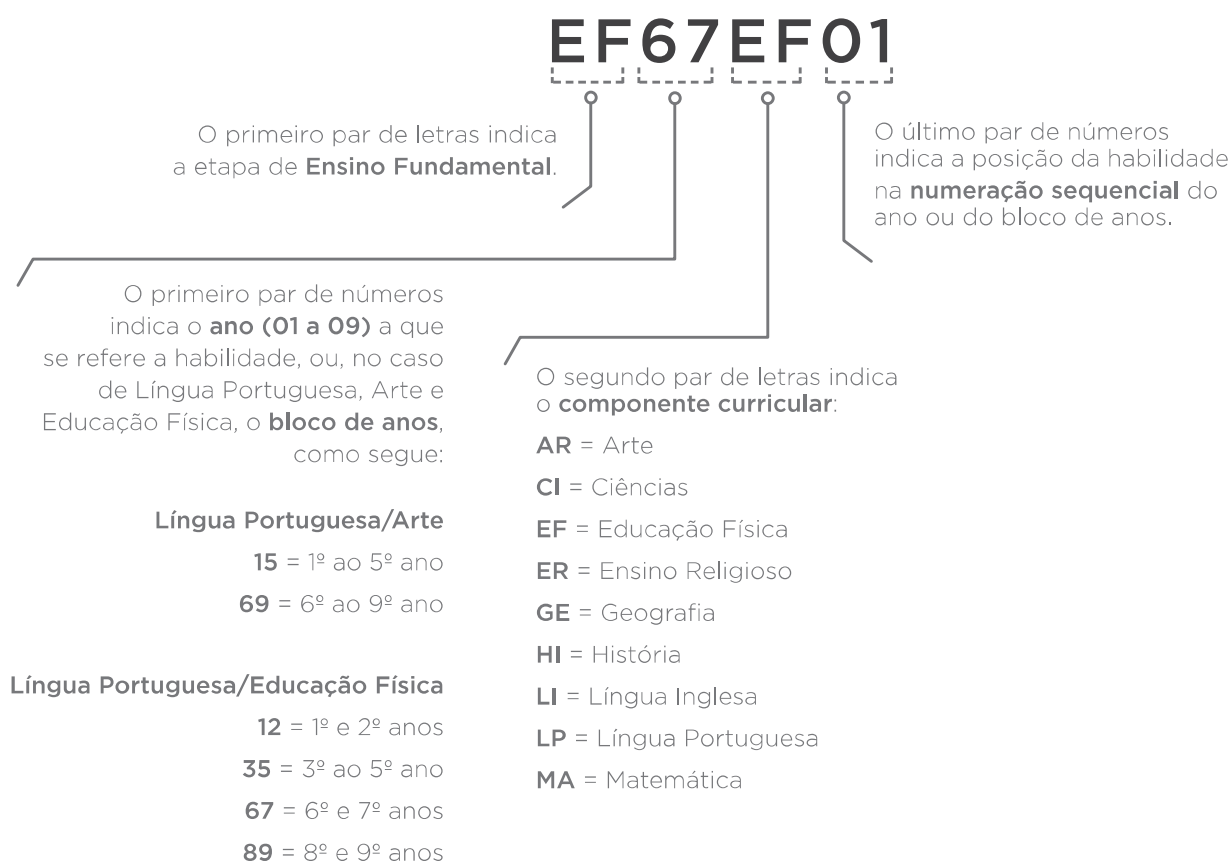 EF67EF01
O primeiro par de letras indica
a etapa de Ensino Fundamental.
O último par de números
indica a posição da habilidade
na numeração sequencial do
ano ou do bloco de anos.
O primeiro par de números
indica o ano (01 a 09) a que
se refere a habilidade, ou, no caso
de Língua Portuguesa, Arte e
Educação Física, o bloco de anos,
como segue:
Língua Portuguesa/Arte
15 = 1º ao 5º ano
69 = 6º ao 9º ano
Língua Portuguesa/Educação Física
12 = 1º e 2º anos
35 = 3º ao 5º ano
67 = 6º e 7º anos
89 = 8º e 9º anos
O segundo par de letras indica
o componente curricular:
AR = Arte
CI = Ciências
EF = Educação Física
ER = Ensino Religioso
GE = Geografia
HI = História
LI = Língua Inglesa
LP = Língua Portuguesa
MA = Matemática